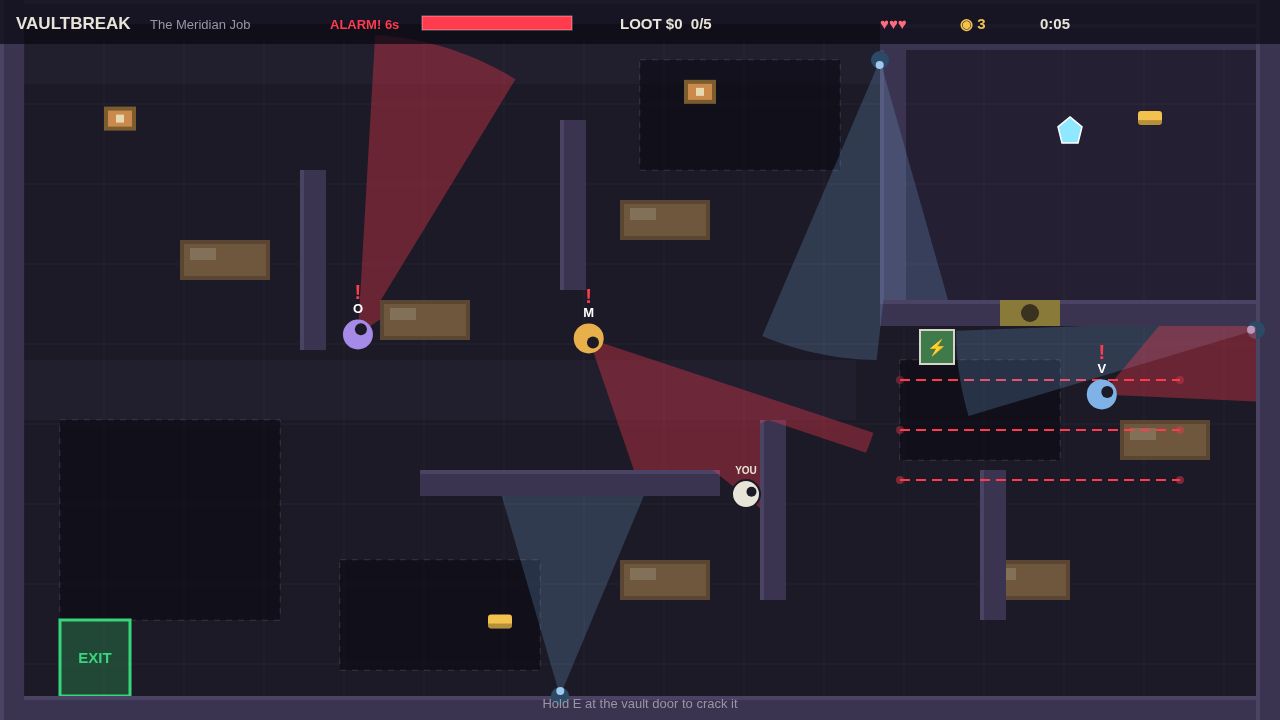 VAULTBREAK The Meridian Job ALARM! 6s LOOT $0 0/5 ♥♥♥ ◉ 3 0:05
!
O
!
M
!
V
⚡
YOU
EXIT
Hold E at the vault door to crack it